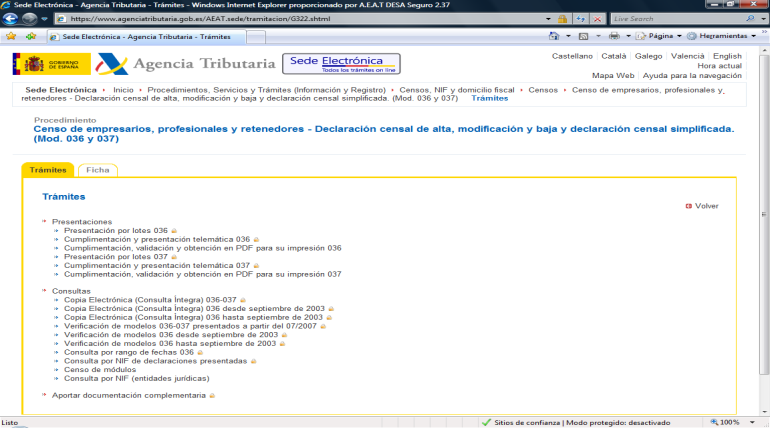 Sede Electrónica - Agencia Tributaria - Trámites - Windows Internet Explorer proporcionado por A.E.A.T DESA Seguro 2.37
https://www.agenciatributaria.gob.es/AEAT.sede/tramitacion/G322.shtml
Live Search
Sede Electrónica - Agencia Tributaria - Trámites
Página
Herramientas
GOBIERNO DE ESPAÑA
Agencia Tributaria
Sede Electrónica
Todos los trámites on line
Castellano Català Galego Valencià English
Hora actual
Mapa Web Ayuda para la navegación
Sede Electrónica Inicio Procedimientos, Servicios y Trámites (Información y Registro) Censos, NIF y domicilio fiscal Censos Censo de empresarios, profesionales y
retenedores - Declaración censal de alta, modificación y baja y declaración censal simplificada. (Mod. 036 y 037) Trámites
Procedimiento
Censo de empresarios, profesionales y retenedores - Declaración censal de alta, modificación y baja y declaración censal simplificada.
(Mod. 036 y 037)
Trámites Ficha
Trámites
Volver
Presentaciones
Presentación por lotes 036
Cumplimentación y presentación telemática 036
Cumplimentación, validación y obtención en PDF para su impresión 036
Presentación por lotes 037
Cumplimentación y presentación telemática 037
Cumplimentación, validación y obtención en PDF para su impresión 037
Consultas
Copia Electrónica (Consulta Íntegra) 036-037
Copia Electrónica (Consulta Íntegra) 036 desde septiembre de 2003
Copia Electrónica (Consulta Íntegra) 036 hasta septiembre de 2003
Verificación de modelos 036-037 presentados a partir del 07/2007
Verificación de modelos 036 desde septiembre de 2003
Verificación de modelos 036 hasta septiembre de 2003
Consulta por rango de fechas 036
Consulta por NIF de declaraciones presentadas
Censo de módulos
Consulta por NIF (entidades jurídicas)
Aportar documentación complementaria
Listo
Sitios de confianza | Modo protegido: desactivado
100%